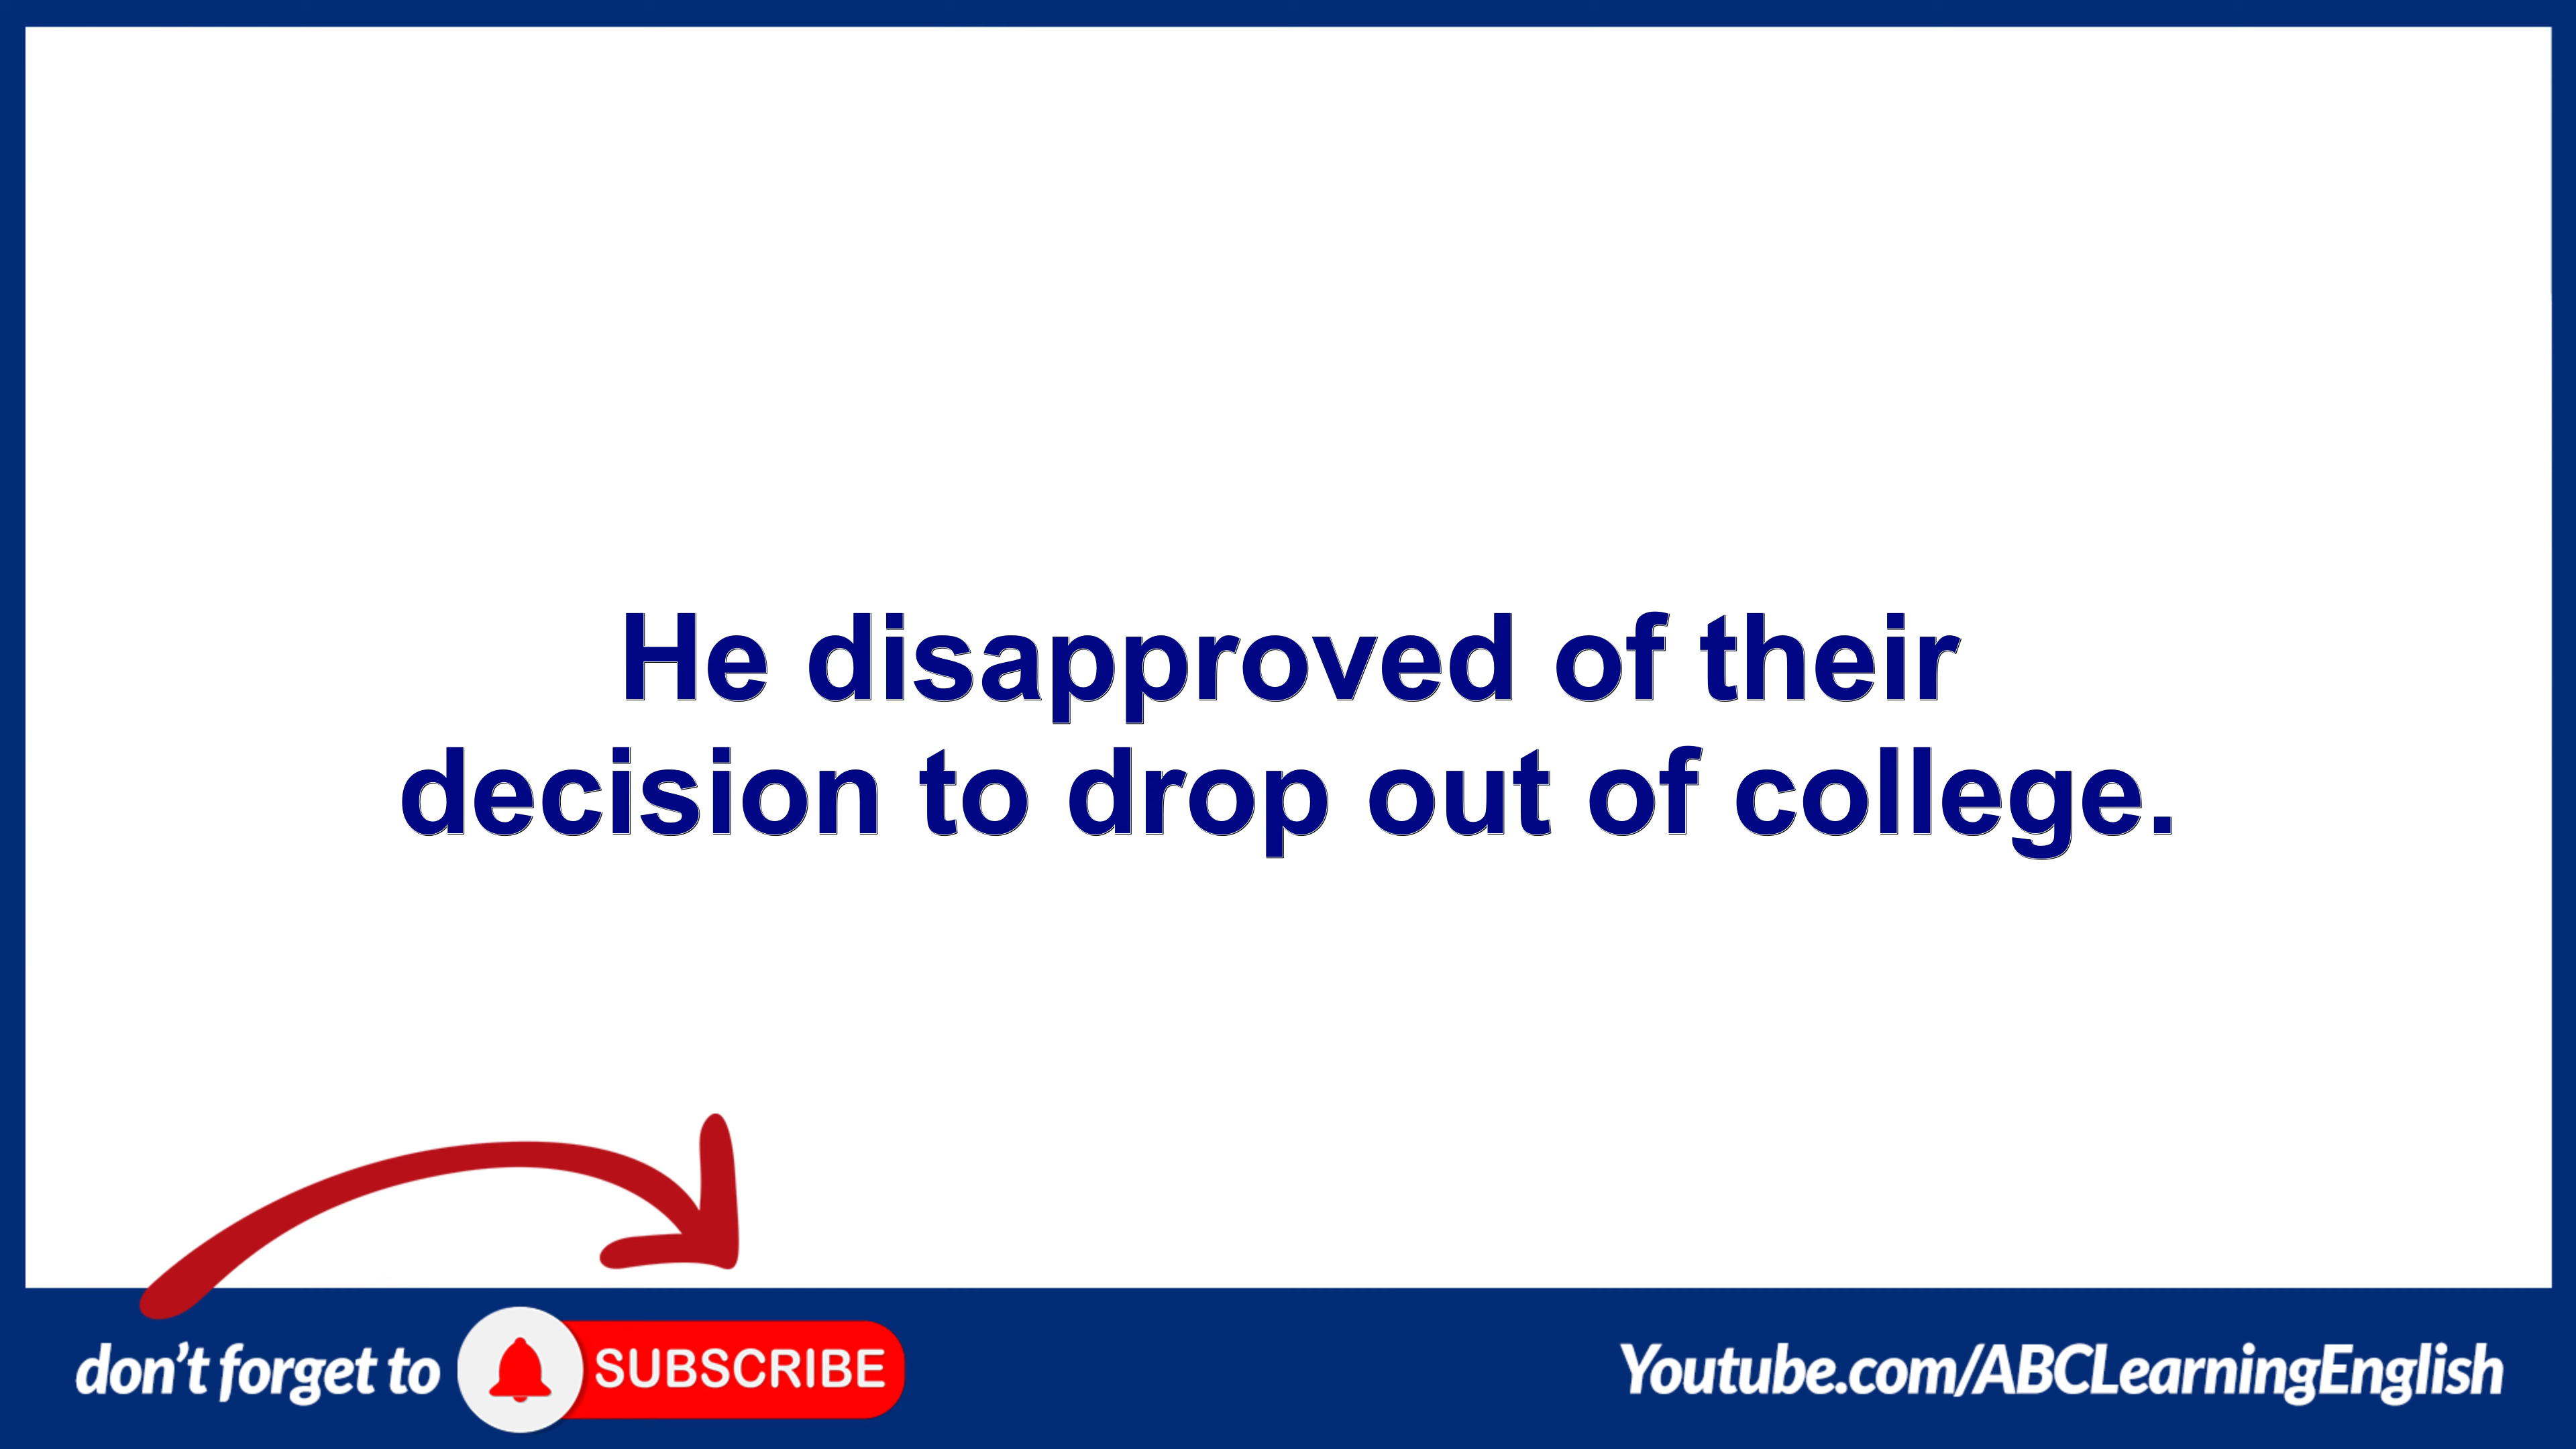 He disapproved of their
decision to drop out of college.
don't forget to SUBSCRIBE
Youtube.com/ABCLearningEnglish